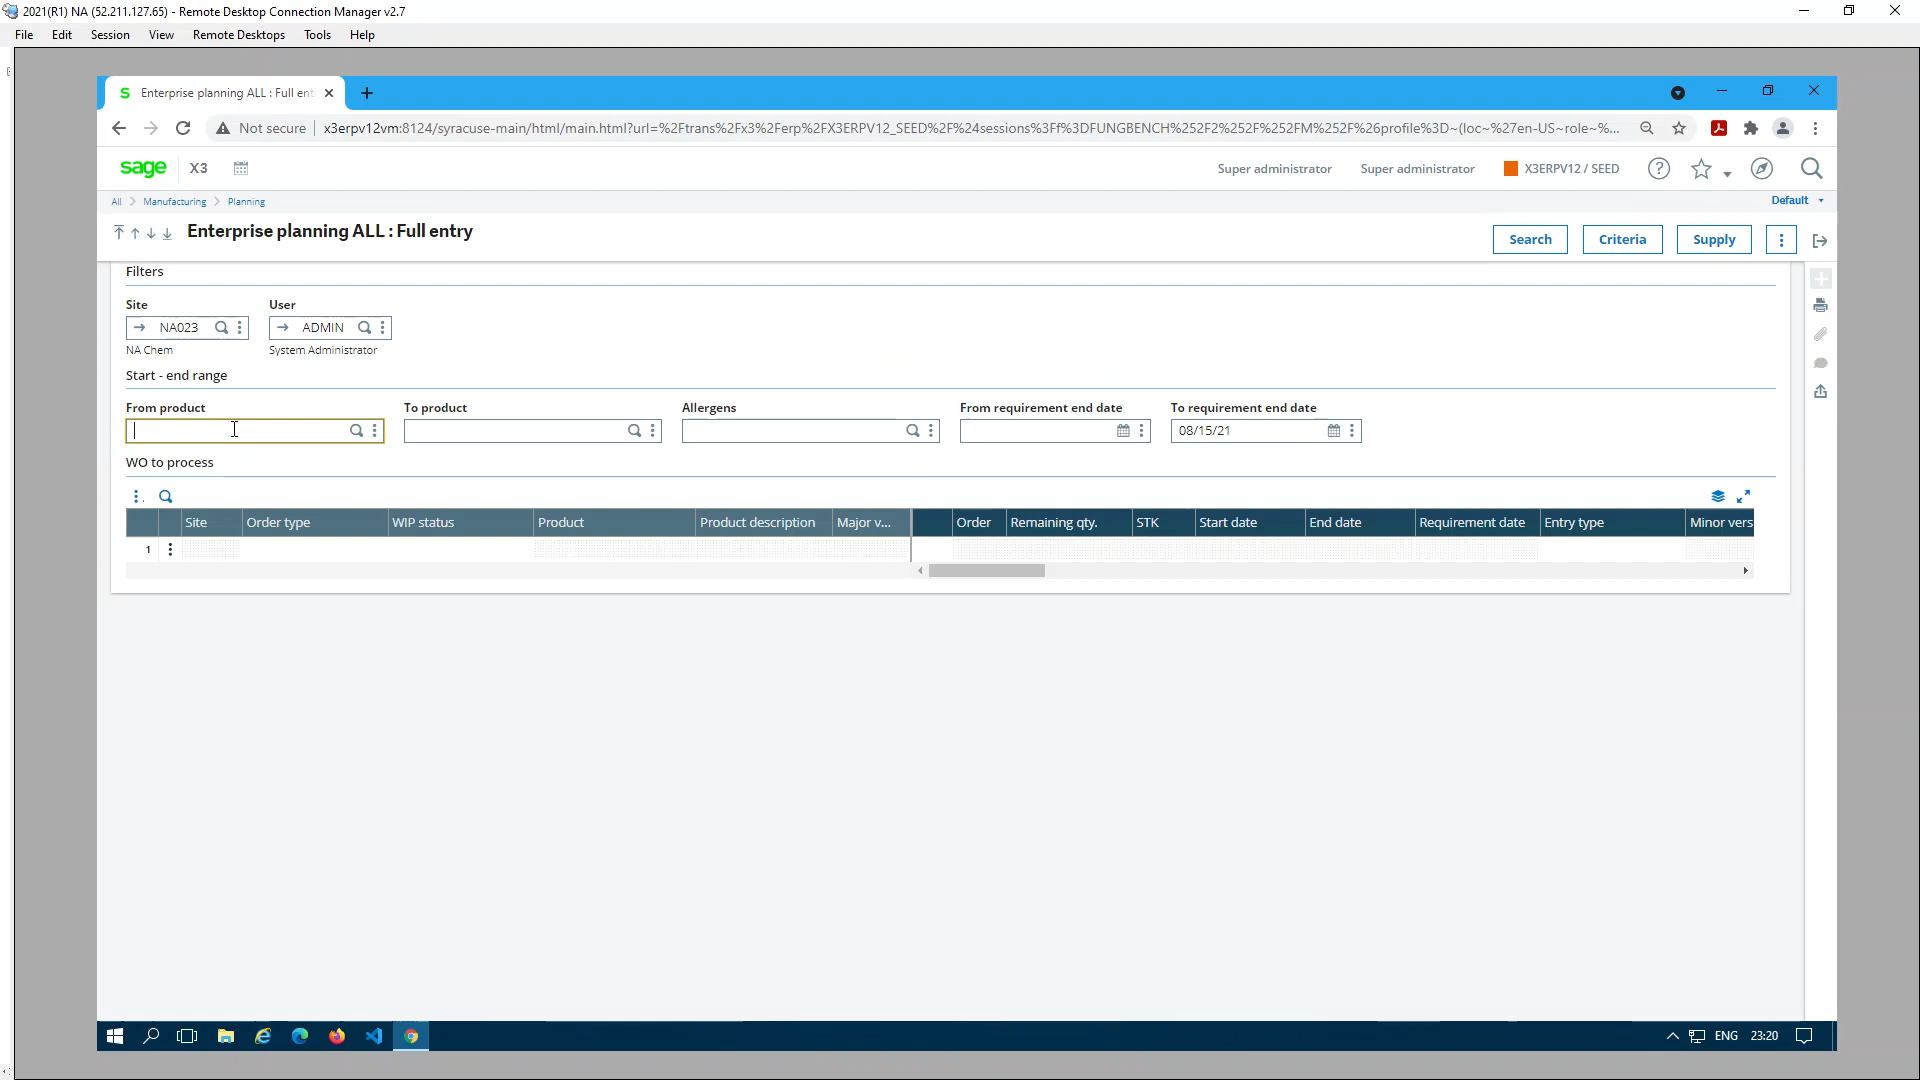 2021(R1) NA (52.211.127.65) - Remote Desktop Connection Manager v2.7
File Edit Session View Remote Desktops Tools Help
S Enterprise planning ALL : Full ent
Not secure x3erpv12vm:8124/syracuse-main/html/main.html?url=%2Ftrans%2Fx3%2Ferp%2FX3ERPV12_SEED%2F%24sessions%3Ff%3DFUNGBENCH%252F2%252F%252FM%252F%26profile%3D~(loc~%27en-US~role~%...
sage X3 Super administrator Super administrator X3ERPV12 / SEED ?
All > Manufacturing > Planning Default
Enterprise planning ALL : Full entry Search Criteria Supply
Filters
Site User
NA023 ADMIN
NA Chem System Administrator
Start - end range
From product To product Allergens From requirement end date To requirement end date
08/15/21
WO to process
Site Order type WIP status Product Product description Major v... Order Remaining qty. STK Start date End date Requirement date Entry type Minor vers
1
ENG 23:20